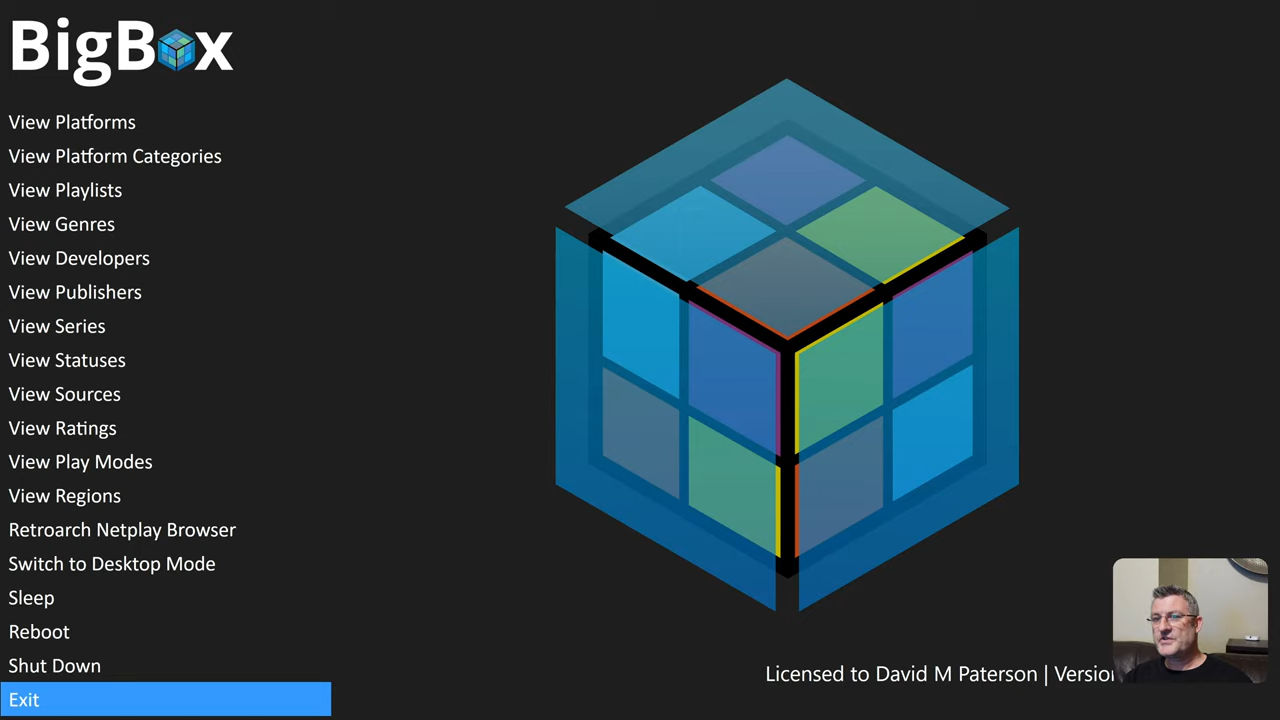 BigBox
View Platforms
View Platform Categories
View Playlists
View Genres
View Developers
View Publishers
View Series
View Statuses
View Sources
View Ratings
View Play Modes
View Regions
Retroarch Netplay Browser
Switch to Desktop Mode
Sleep
Reboot
Shut Down
Exit
Licensed to David M Paterson |